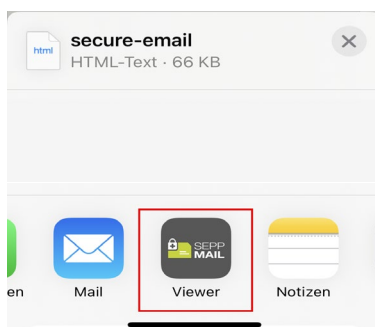 html
secure-email
HTML-Text · 66 KB
SEPP
MAIL
en
Mail
Viewer
Notizen